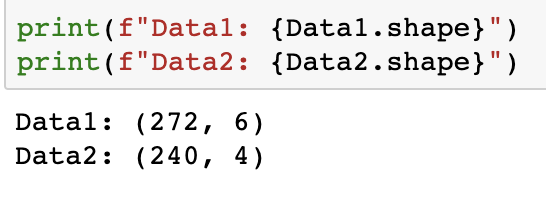 print(f"Data1: {Data1.shape}")
print(f"Data2: {Data2.shape}")
Data1: (272, 6)
Data2: (240, 4)